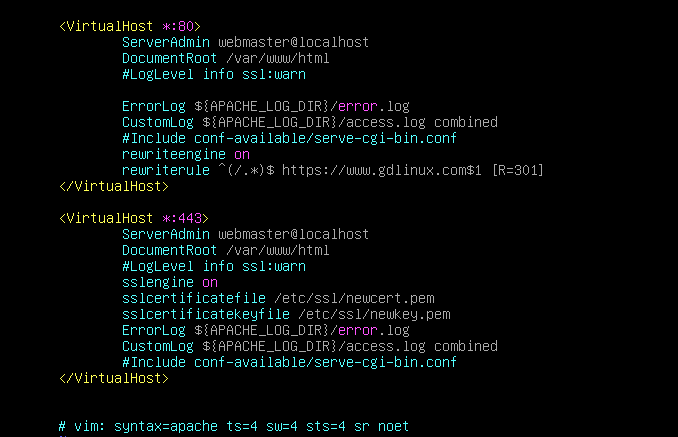 <VirtualHost *:80>
ServerAdmin webmaster@localhost
DocumentRoot /var/www/html
#LogLevel info ssl:warn
ErrorLog ${APACHE_LOG_DIR}/error.log
CustomLog ${APACHE_LOG_DIR}/access.log combined
#Include conf-available/serve-cgi-bin.conf
rewriteengine on
rewriterule ^(/.*)$ https://www.gdlinux.com$1 [R=301]
</VirtualHost>
<VirtualHost *:443>
ServerAdmin webmaster@localhost
DocumentRoot /var/www/html
#LogLevel info ssl:warn
sslengine on
sslcertificatefile /etc/ssl/newcert.pem
sslcertificatekeyfile /etc/ssl/newkey.pem
ErrorLog ${APACHE_LOG_DIR}/error.log
CustomLog ${APACHE_LOG_DIR}/access.log combined
#Include conf-available/serve-cgi-bin.conf
</VirtualHost>
# vim: syntax=apache ts=4 sw=4 sts=4 sr noet